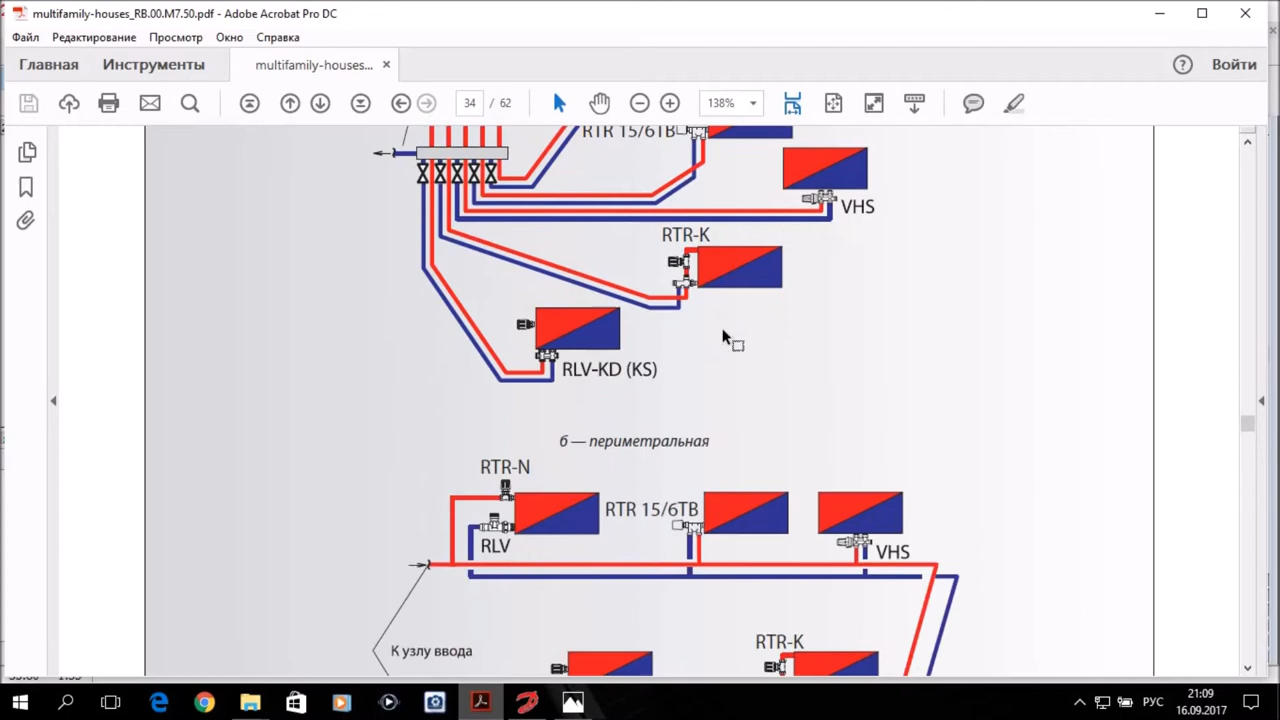 multifamily-houses_RB.00.M7.50.pdf - Adobe Acrobat Pro DC
Файл Редактирование Просмотр Окно Справка
Главная Инструменты multifamily-houses... × Войти
34 / 62 138%
RTR 15/6TB
VHS
RTR-K
RLV-KD (KS)
б — периметральная
RTR-N
RTR 15/6TB
RLV
VHS
К узлу ввода
RTR-K
РУС
21:09
16.09.2017